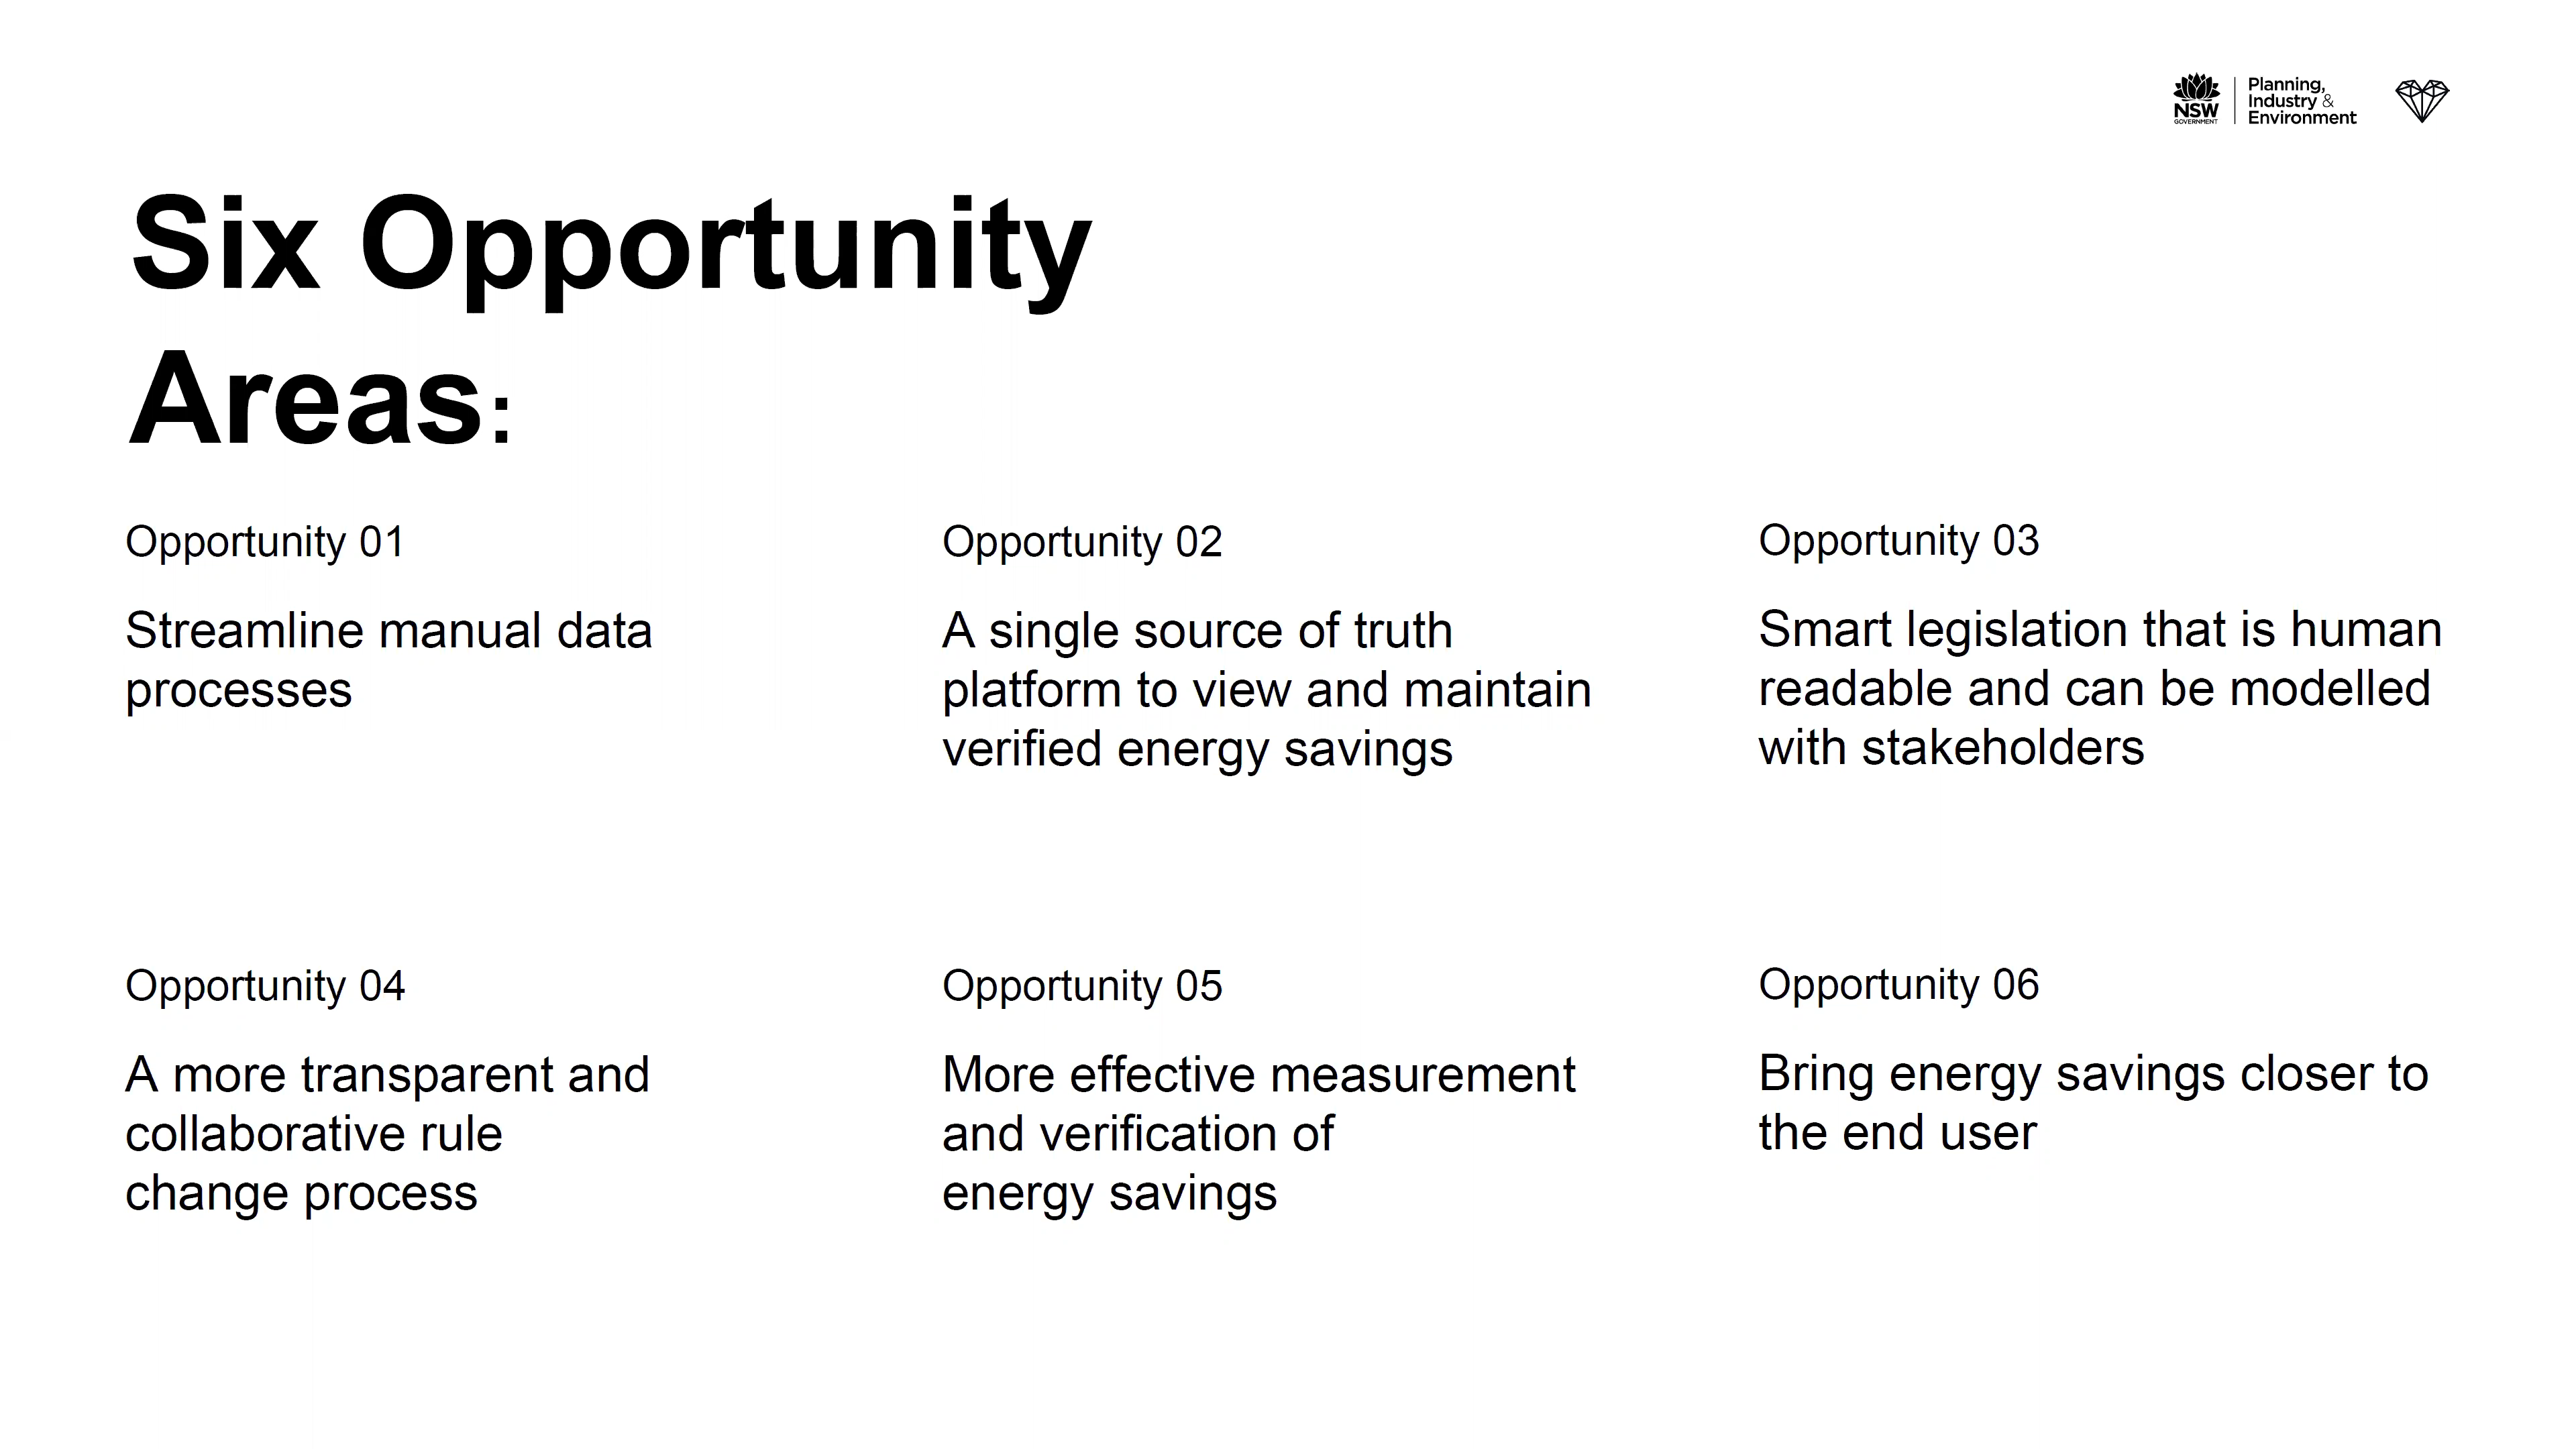 NSW
GOVERNMENT
Planning,
Industry &
Environment
Six Opportunity
Areas:
Opportunity 01
Streamline manual data
processes
Opportunity 02
A single source of truth
platform to view and maintain
verified energy savings
Opportunity 03
Smart legislation that is human
readable and can be modelled
with stakeholders
Opportunity 04
A more transparent and
collaborative rule
change process
Opportunity 05
More effective measurement
and verification of
energy savings
Opportunity 06
Bring energy savings closer to
the end user